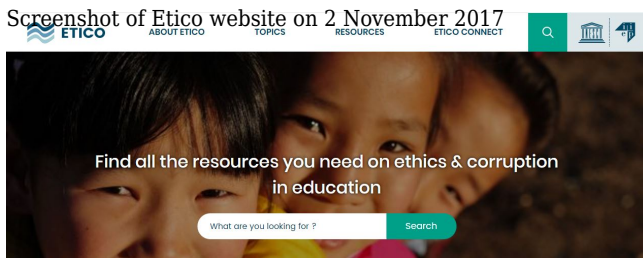 Screenshot of Etico website on 2 November 2017
ETICO ABOUT ETICO TOPICS RESOURCES ETICO CONNECT
Find all the resources you need on ethics & corruption
in education
What are you looking for ? Search